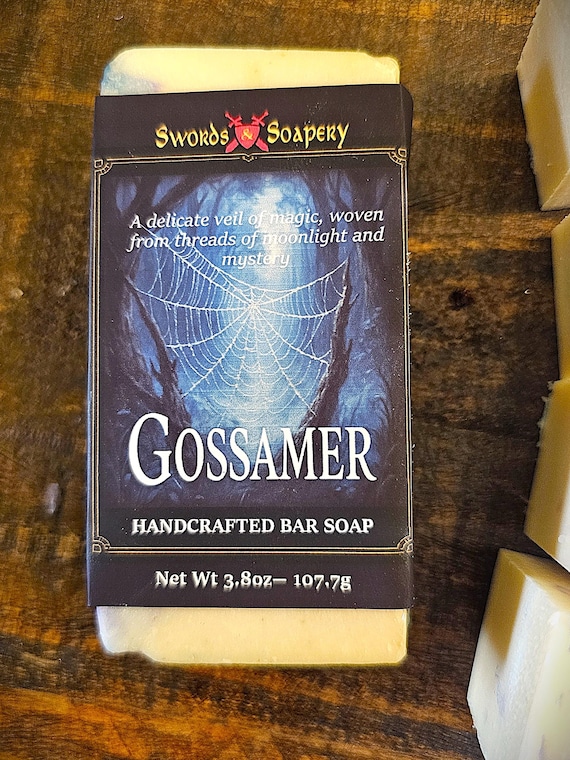 Swords & Soapery
A delicate veil of magic, woven
from threads of moonlight and
mystery
Gossamer
HANDCRAFTED BAR SOAP
Net Wt 3.8oz– 107.7g